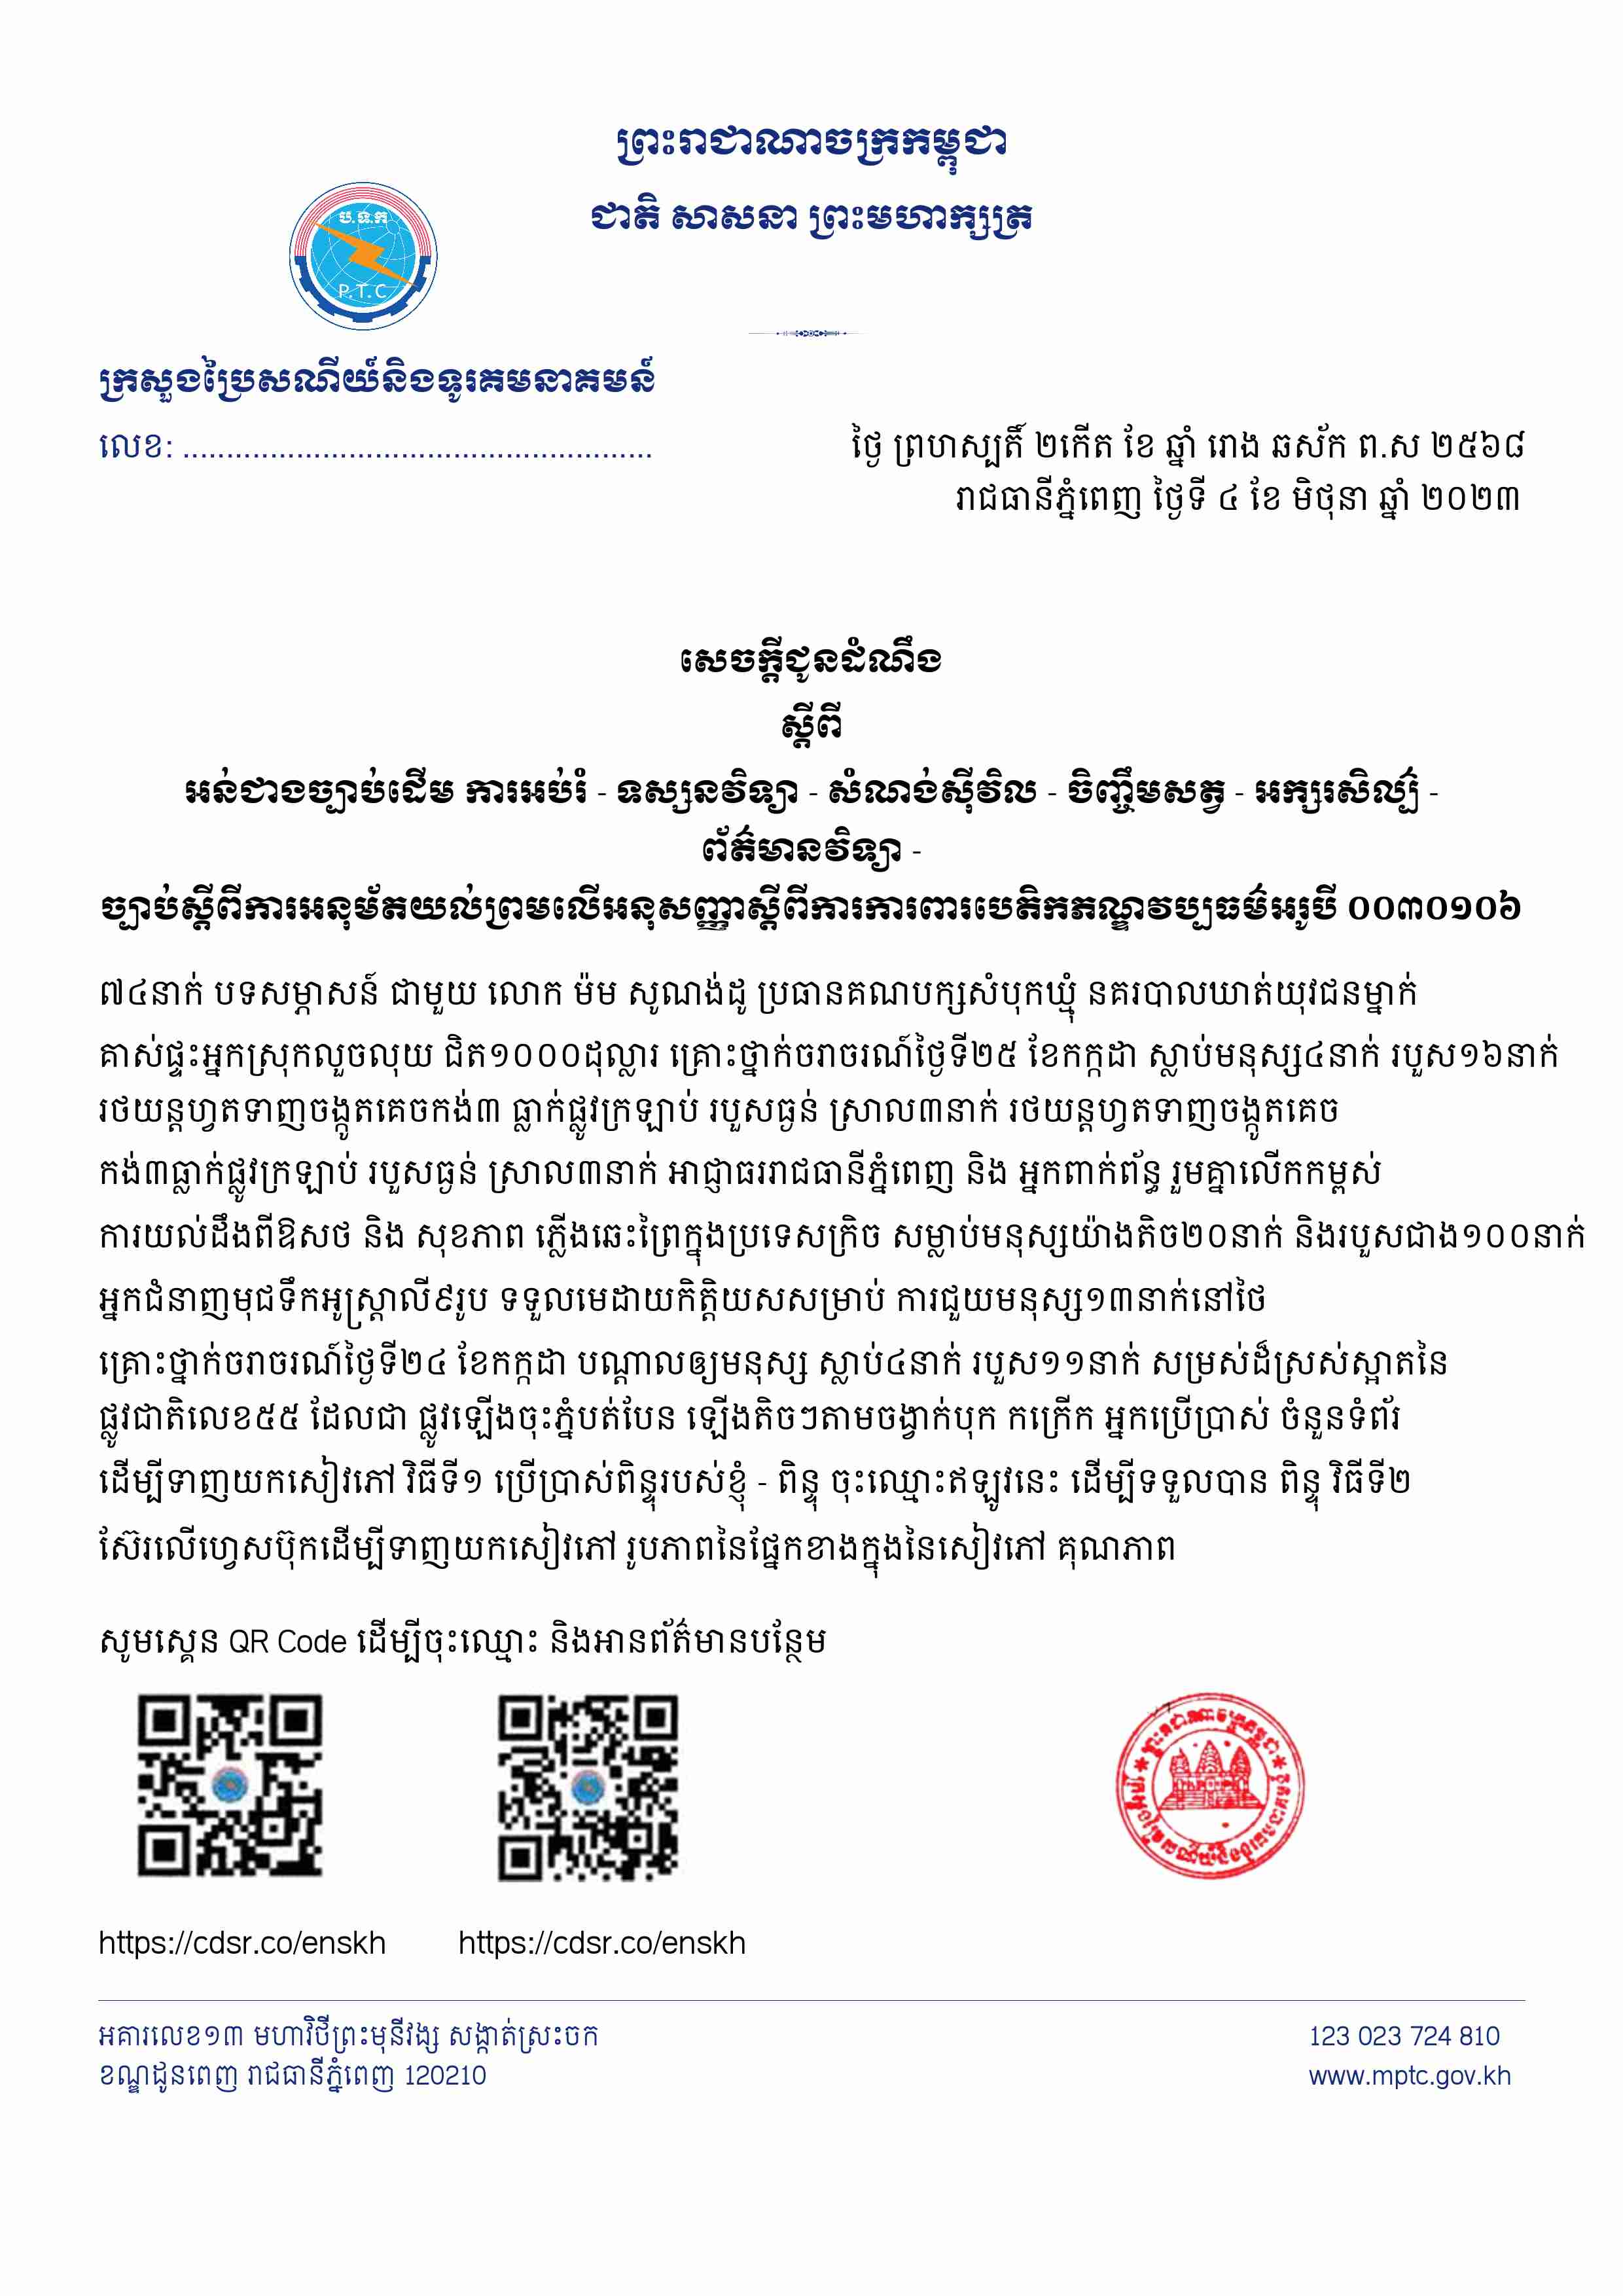 ព្រះរាជាណាចក្រកម្ពុជា
ជាតិ សាសនា ព្រះមហាក្សត្រ
ប.ទ.ក
P.T.C
ក្រសួងប្រៃសណីយ៍និងទូរគមនាគមន៍
លេខ: ......................................................
ថ្ងៃ ព្រហស្បតិ៍ ២កើត ខែ ឆ្នាំ រោង ឆស័ក ព.ស ២៥៦៨
រាជធានីភ្នំពេញ ថ្ងៃទី ៤ ខែ មិថុនា ឆ្នាំ ២០២៣
សេចក្តីជូនដំណឹង
ស្តីពី
អន់ជាងច្បាប់ដើម ការអប់រំ - ទស្សនវិទ្យា - សំណង់ស៊ីវិល - ចិញ្ចឹមសត្វ - អក្សរសិល្ប៍ -
ព័ត៌មានវិទ្យា -
ច្បាប់ស្តីពីការអនុម័តយល់ព្រមលើអនុសញ្ញាស្តីពីការការពារបេតិកភណ្ឌវប្បធម៌អរូបី ០០៣០១០៦
៧៤នាក់ បទសម្ភាសន៍ ជាមួយ លោក ម៉ម សូណង់ដូ ប្រធានគណបក្សសំបុកឃ្មុំ នគរបាលឃាត់យុវជនម្នាក់
គាស់ផ្ទះអ្នកស្រុកលួចលុយ ជិត១០០០ដុល្លារ គ្រោះថ្នាក់ចរាចរណ៍ថ្ងៃទី២៥ ខែកក្កដា ស្លាប់មនុស្ស៤នាក់ របួស១៦នាក់
រថយន្តហ្វតទាញចង្កូតគេចកង់៣ ធ្លាក់ផ្លូវក្រឡាប់ របួសធ្ងន់ ស្រាល៣នាក់ រថយន្តហ្វតទាញចង្កូតគេច
កង់៣ធ្លាក់ផ្លូវក្រឡាប់ របួសធ្ងន់ ស្រាល៣នាក់ អាជ្ញាធររាជធានីភ្នំពេញ និង អ្នកពាក់ព័ន្ធ រួមគ្នាលើកកម្ពស់
ការយល់ដឹងពីឱសថ និង សុខភាព ភ្លើងឆេះព្រៃក្នុងប្រទេសក្រិច សម្លាប់មនុស្សយ៉ាងតិច២០នាក់ និងរបួសជាង១០០នាក់
អ្នកជំនាញមុជទឹកអូស្ត្រាលី៩រូប ទទួលមេដាយកិត្តិយសសម្រាប់ ការជួយមនុស្ស១៣នាក់នៅថៃ
គ្រោះថ្នាក់ចរាចរណ៍ថ្ងៃទី២៤ ខែកក្កដា បណ្តាលឲ្យមនុស្ស ស្លាប់៤នាក់ របួស១១នាក់ សម្រស់ដ៏ស្រស់ស្អាតនៃ
ផ្លូវជាតិលេខ៥៥ ដែលជា ផ្លូវឡើងចុះភ្នំបត់បែន ឡើងតិចៗតាមចង្វាក់បុក កក្រើក អ្នកប្រើប្រាស់ ចំនួនទំព័រ
ដើម្បីទាញយកសៀវភៅ វិធីទី១ ប្រើប្រាស់ពិន្ទុរបស់ខ្ញុំ - ពិន្ទុ ចុះឈ្មោះឥឡូវនេះ ដើម្បីទទួលបាន ពិន្ទុ វិធីទី២
ស៊ែរលើហ្វេសប៊ុកដើម្បីទាញយកសៀវភៅ រូបភាពនៃផ្នែកខាងក្នុងនៃសៀវភៅ គុណភាព
សូមស្កេន QR Code ដើម្បីចុះឈ្មោះ និងអានព័ត៌មានបន្ថែម
https://cdsr.co/enskh
https://cdsr.co/enskh
អគារលេខ១៣ មហាវិថីព្រះមុនីវង្ស សង្កាត់ស្រះចក
ខណ្ឌដូនពេញ រាជធានីភ្នំពេញ 120210
123 023 724 810
www.mptc.gov.kh